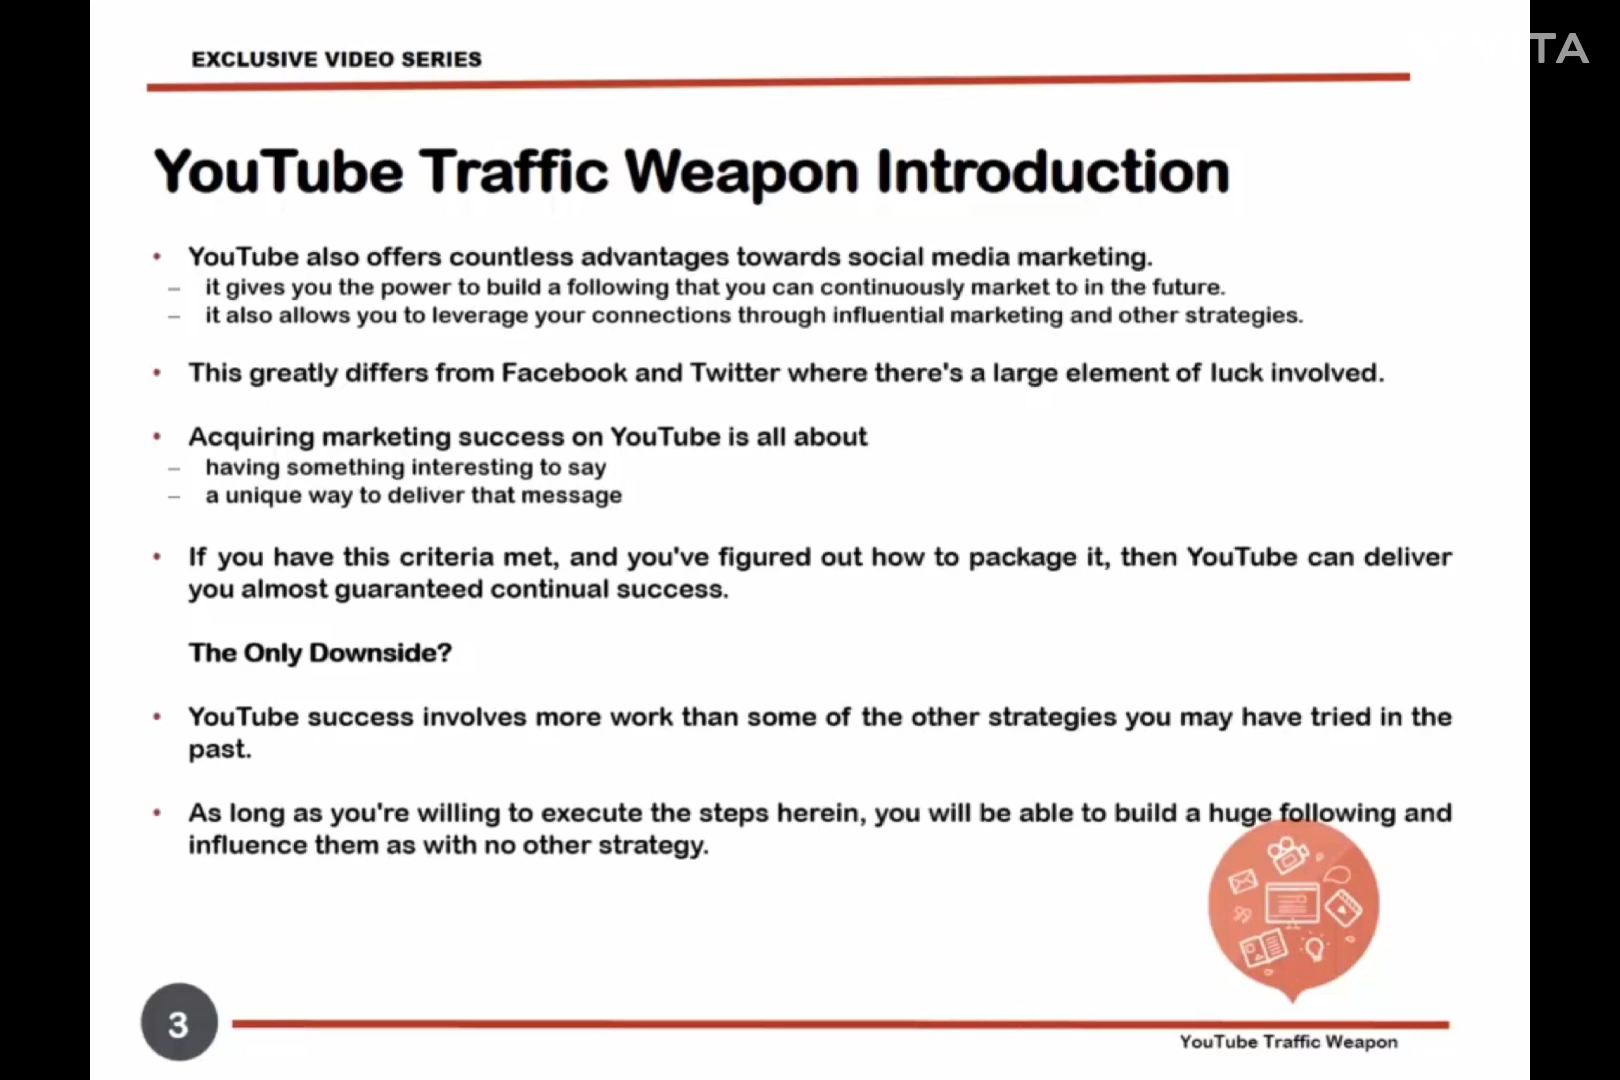 EXCLUSIVE VIDEO SERIES
TA
YouTube Traffic Weapon Introduction
• YouTube also offers countless advantages towards social media marketing.
– it gives you the power to build a following that you can continuously market to in the future.
– it also allows you to leverage your connections through influential marketing and other strategies.
• This greatly differs from Facebook and Twitter where there's a large element of luck involved.
• Acquiring marketing success on YouTube is all about
– having something interesting to say
– a unique way to deliver that message
• If you have this criteria met, and you've figured out how to package it, then YouTube can deliver
you almost guaranteed continual success.
The Only Downside?
• YouTube success involves more work than some of the other strategies you may have tried in the
past.
• As long as you're willing to execute the steps herein, you will be able to build a huge following and
influence them as with no other strategy.
3
YouTube Traffic Weapon